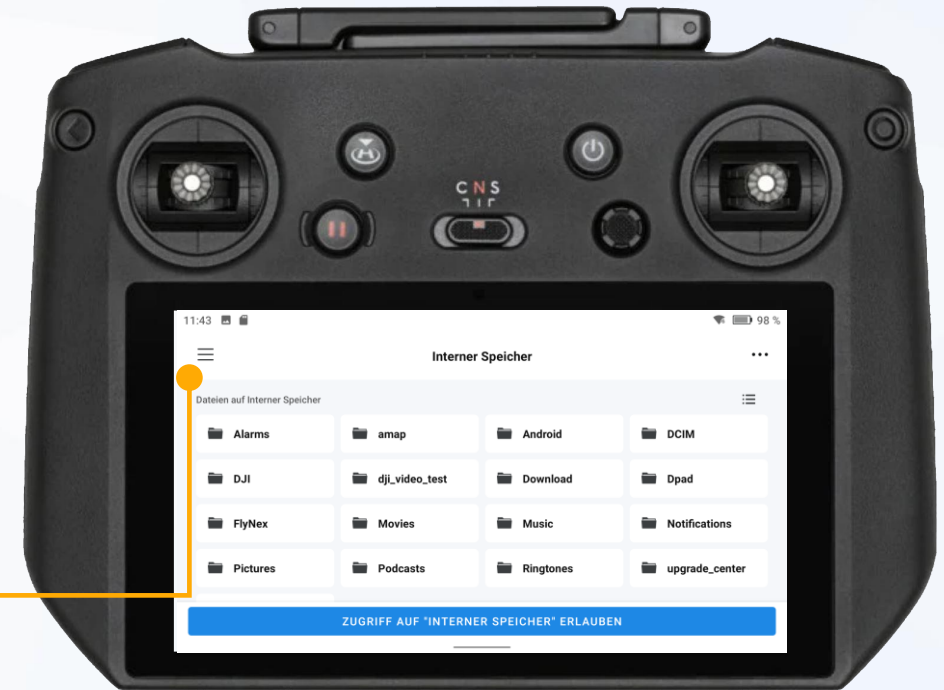 C N S
11:43 98 %
Interner Speicher
Dateien auf Interner Speicher
Alarms amap Android DCIM
DJI dji_video_test Download Dpad
FlyNex Movies Music Notifications
Pictures Podcasts Ringtones upgrade_center
ZUGRIFF AUF "INTERNER SPEICHER" ERLAUBEN